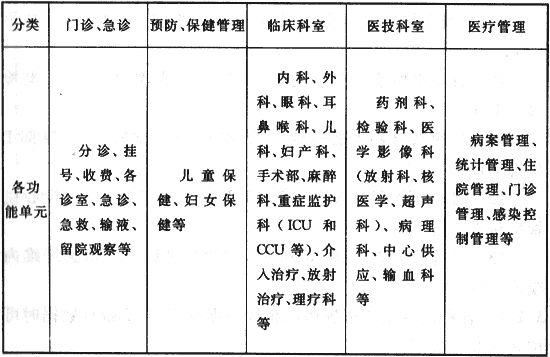 分类 门诊、急诊 预防、保健管理 临床科室 医技科室 医疗管理
各功
能单元
分诊、挂
号、收费、各
诊室、急诊、
急救、输液、
留院观察等
儿童保
健、妇女保
健等
内科、外
科、眼科、耳
鼻喉科、儿
科、妇产科、
手术部、麻醉
科、重症监护
科(ICU 和
CCU 等)、介
入治疗、放射
治疗、理疗科
等
药剂科、
检验科、医
学影像科
(放射科、核
医学、超声
科)、病理
科、中心供
应、输血科
等
病案管理、
统计管理、住
院管理、门诊
管理、感染控
制管理等